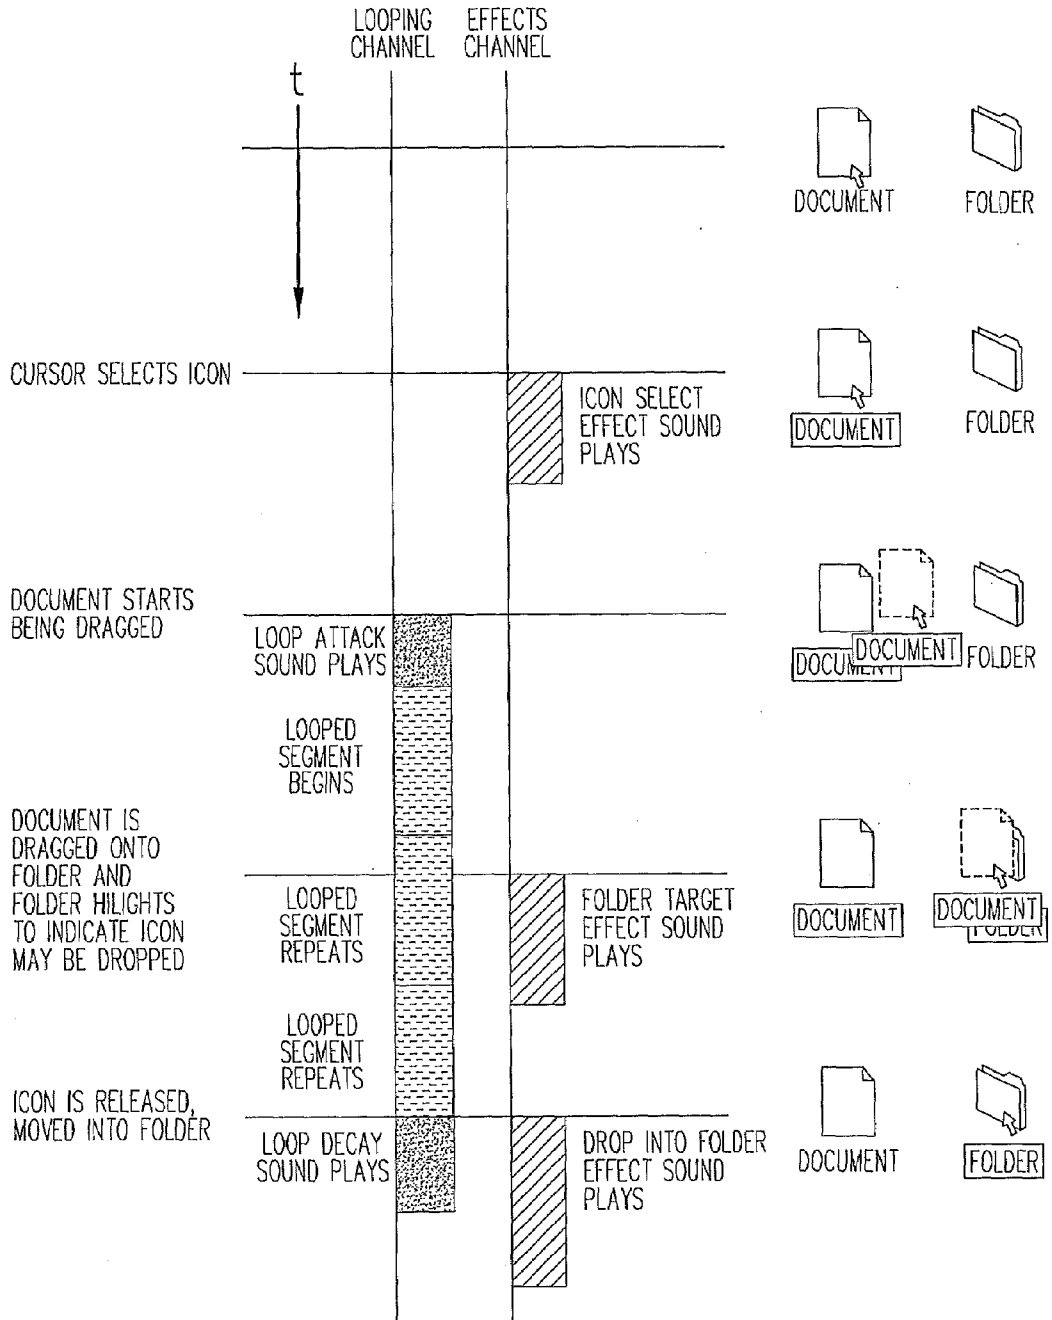 LOOPING
CHANNEL
EFFECTS
CHANNEL
t
DOCUMENT
FOLDER
CURSOR SELECTS ICON
ICON SELECT
EFFECT SOUND
PLAYS
DOCUMENT
FOLDER
DOCUMENT STARTS
BEING DRAGGED
LOOP ATTACK
SOUND PLAYS
DOCUMENT
DOCUMENT
FOLDER
LOOPED
SEGMENT
BEGINS
DOCUMENT IS
DRAGGED ONTO
FOLDER AND
FOLDER HILIGHTS
TO INDICATE ICON
MAY BE DROPPED
LOOPED
SEGMENT
REPEATS
FOLDER TARGET
EFFECT SOUND
PLAYS
DOCUMENT
DOCUMENT
FOLDER
LOOPED
SEGMENT
REPEATS
ICON IS RELEASED,
MOVED INTO FOLDER
LOOP DECAY
SOUND PLAYS
DROP INTO FOLDER
EFFECT SOUND
PLAYS
DOCUMENT
FOLDER